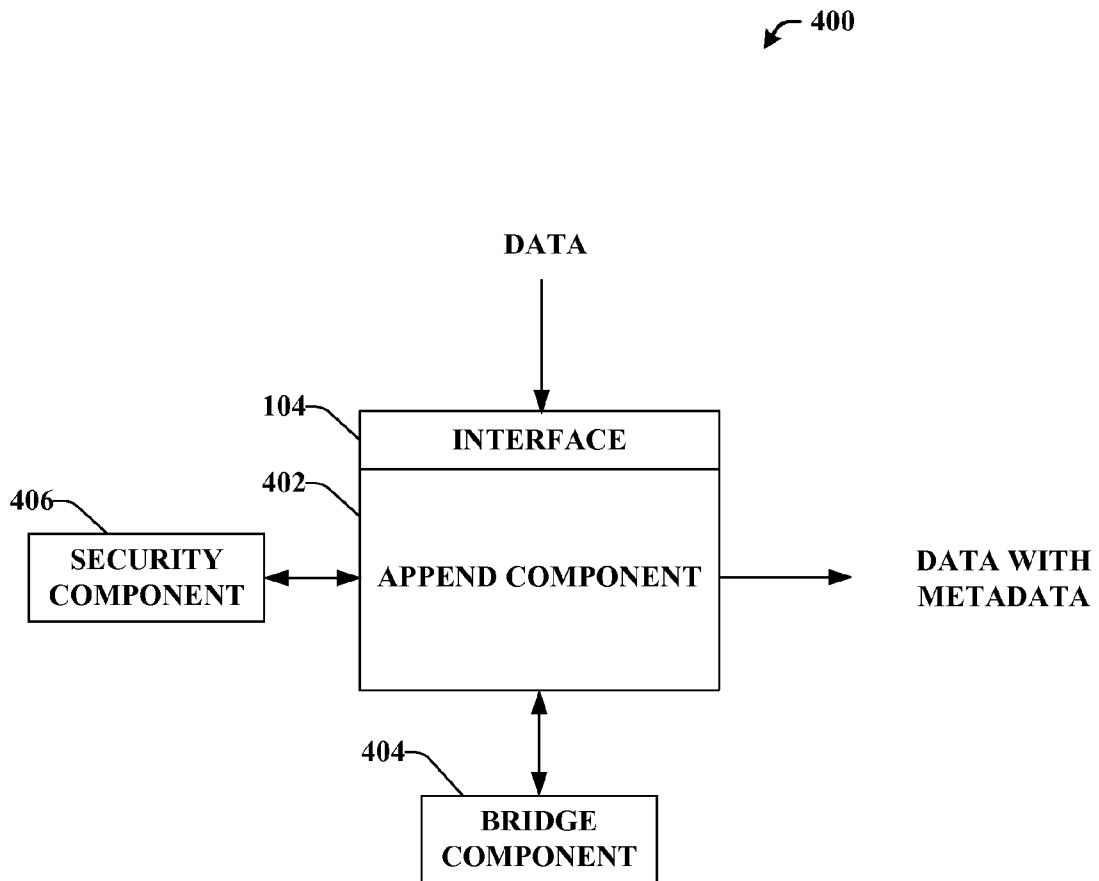 400
DATA
104
INTERFACE
402
406
SECURITY
COMPONENT
APPEND COMPONENT
DATA WITH
METADATA
404
BRIDGE
COMPONENT